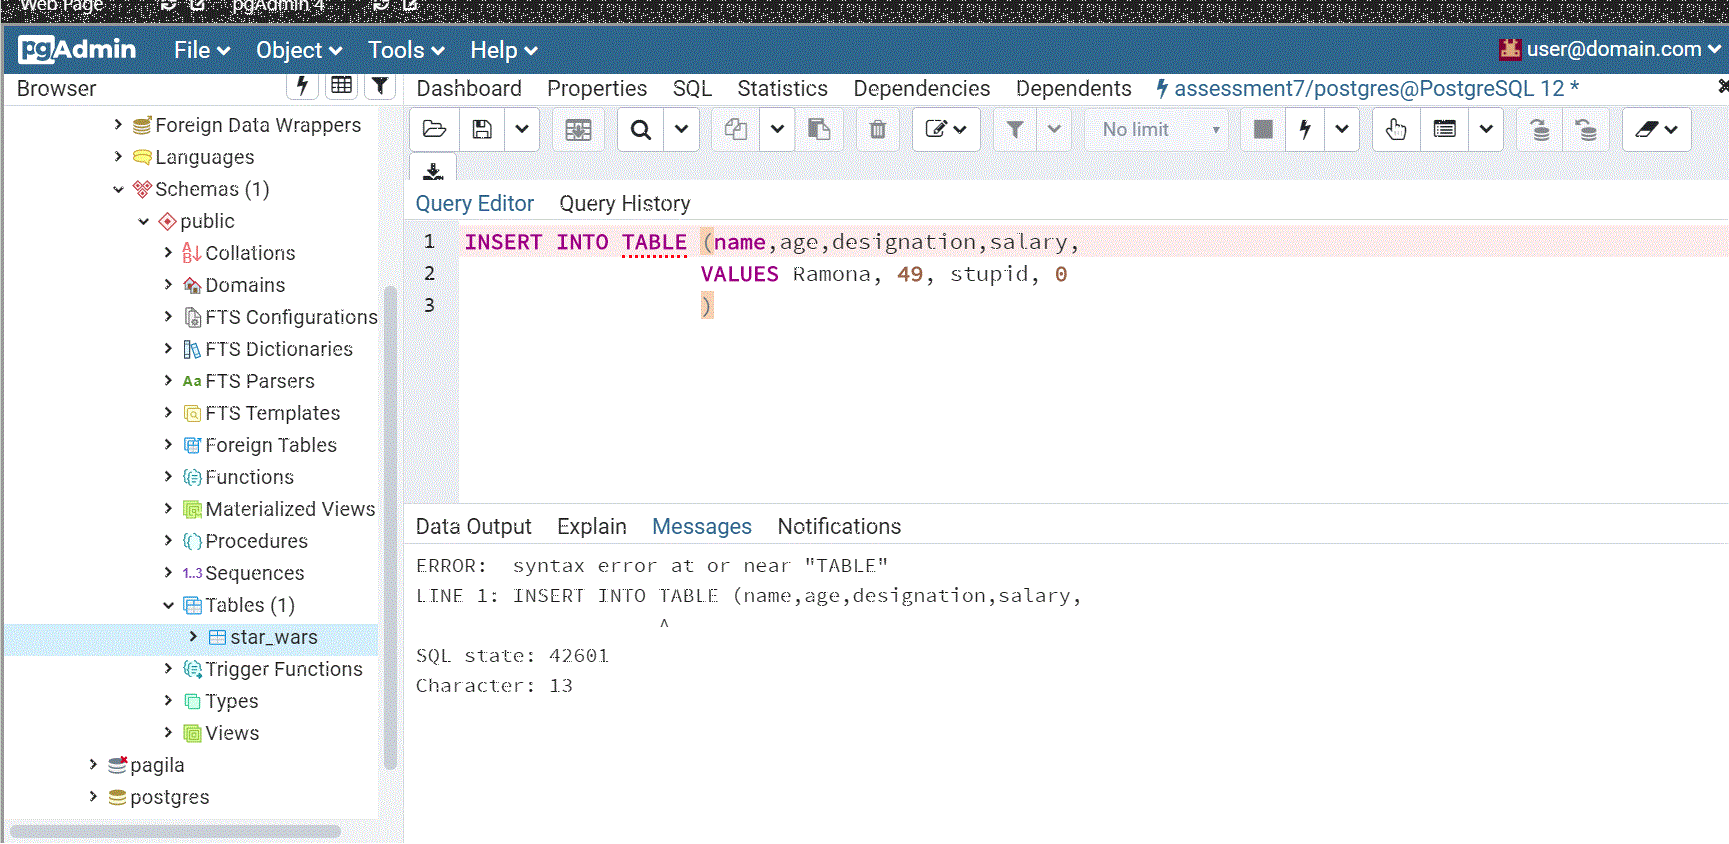 Web Page pgAdmin 4
pgAdmin File Object Tools Help user@domain.com
Browser
Dashboard Properties SQL Statistics Dependencies Dependents assessment7/postgres@PostgreSQL 12 *
No limit
Foreign Data Wrappers
Languages
Schemas (1)
public
Collations
Domains
FTS Configurations
FTS Dictionaries
Aa FTS Parsers
FTS Templates
Foreign Tables
Functions
Materialized Views
Procedures
1..3 Sequences
Tables (1)
star_wars
Trigger Functions
Types
Views
pagila
postgres
Query Editor Query History
1 INSERT INTO TABLE (name,age,designation,salary,
2 VALUES Ramona, 49, stupid, 0
3 )
Data Output Explain Messages Notifications
ERROR: syntax error at or near "TABLE"
LINE 1: INSERT INTO TABLE (name,age,designation,salary,
^
SQL state: 42601
Character: 13